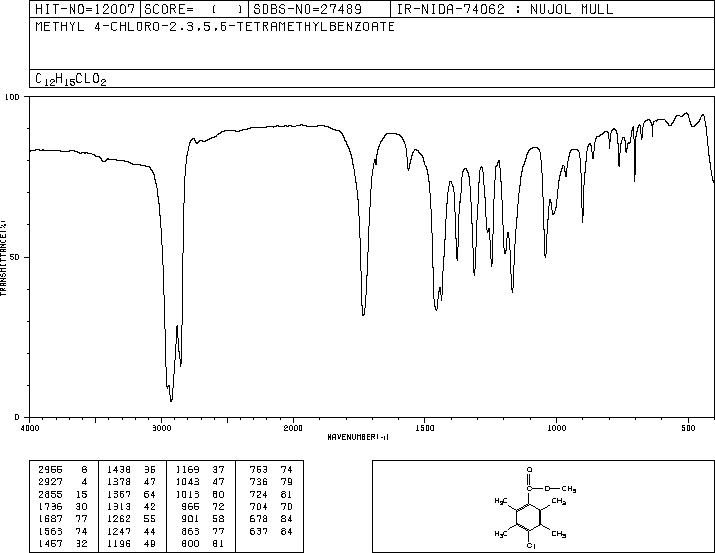 HIT-NO=12007 SCORE= ( ) SDBS-NO=27489 IR-NIDA-74062 : NUJOL MULL
METHYL 4-CHLORO-2,3,5,6-TETRAMETHYLBENZOATE
C12H15CLO2
100
50
0
TRANSMITTANCE(%)
4000 3000 2000 1500 1000 500
WAVENUMBER(-1)
2956 6 1438 36 1169 37 763 74
2927 4 1378 47 1043 47 736 79
2855 15 1367 64 1013 60 724 81
1736 30 1313 42 966 72 704 70
1687 77 1262 55 901 58 678 84
1563 74 1247 44 863 77 637 84
1457 32 1196 49 800 81
O
C O CH3
H3C CH3
H3C CH3
Cl